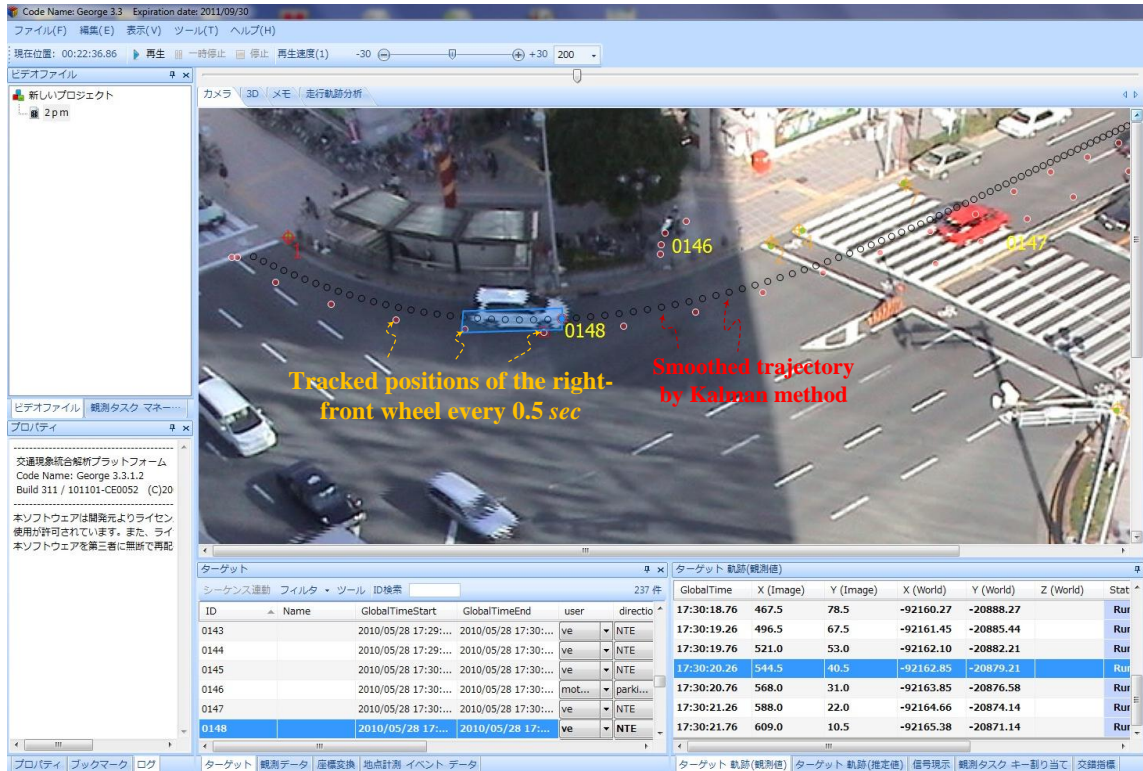 Code Name: George 3.3 Expiration date: 2011/09/30
ファイル(F) 編集(E) 表示(V) ツール(T) ヘルプ(H)
現在位置: 00:22:36.86 再生 一時停止 停止 再生速度(1) -30 +30 200
ビデオファイル
新しいプロジェクト
2pm
カメラ 3D メモ 走行軌跡分析
1
0146
0147
0148
Tracked positions of the right-
front wheel every 0.5 sec
Smoothed trajectory
by Kalman method
ビデオファイル 観測タスク マネー…
プロパティ
交通現象統合解析プラットフォーム
Code Name: George 3.3.1.2
Build 311 / 101101-CE0052 (C)20
本ソフトウェアは開発元よりライセン
使用が許可されています。また、ライ
本ソフトウェアを第三者に無断で再配
プロパティ ブックマーク ログ
ターゲット
シーケンス連動 フィルタ ツール ID検索 237 件
ID Name GlobalTimeStart GlobalTimeEnd user directio
0143 2010/05/28 17:29:... 2010/05/28 17:30:... ve NTE
0144 2010/05/28 17:29:... 2010/05/28 17:30:... ve NTE
0145 2010/05/28 17:30:... 2010/05/28 17:30:... ve NTE
0146 2010/05/28 17:30:... 2010/05/28 17:30:... mot... parki...
0147 2010/05/28 17:30:... 2010/05/28 17:30:... ve NTE
0148 2010/05/28 17:... 2010/05/28 17:... ve NTE
ターゲット 観測データ 座標変換 地点計測 イベント データ
ターゲット 軌跡(観測値)
GlobalTime X (Image) Y (Image) X (World) Y (World) Z (World) Stat
17:30:18.76 467.5 78.5 -92160.27 -20888.27 Rur
17:30:19.26 496.5 67.5 -92161.45 -20885.44 Rur
17:30:19.76 521.0 53.0 -92162.10 -20882.21 Rur
17:30:20.26 544.5 40.5 -92162.85 -20879.21 Rur
17:30:20.76 568.0 31.0 -92163.85 -20876.58 Rur
17:30:21.26 588.0 22.0 -92164.66 -20874.14 Rur
17:30:21.76 609.0 10.5 -92165.38 -20871.14 Rur
ターゲット 軌跡(観測値) ターゲット 軌跡(推定値) 信号現示 観測タスク キー割り当て 交錯指標